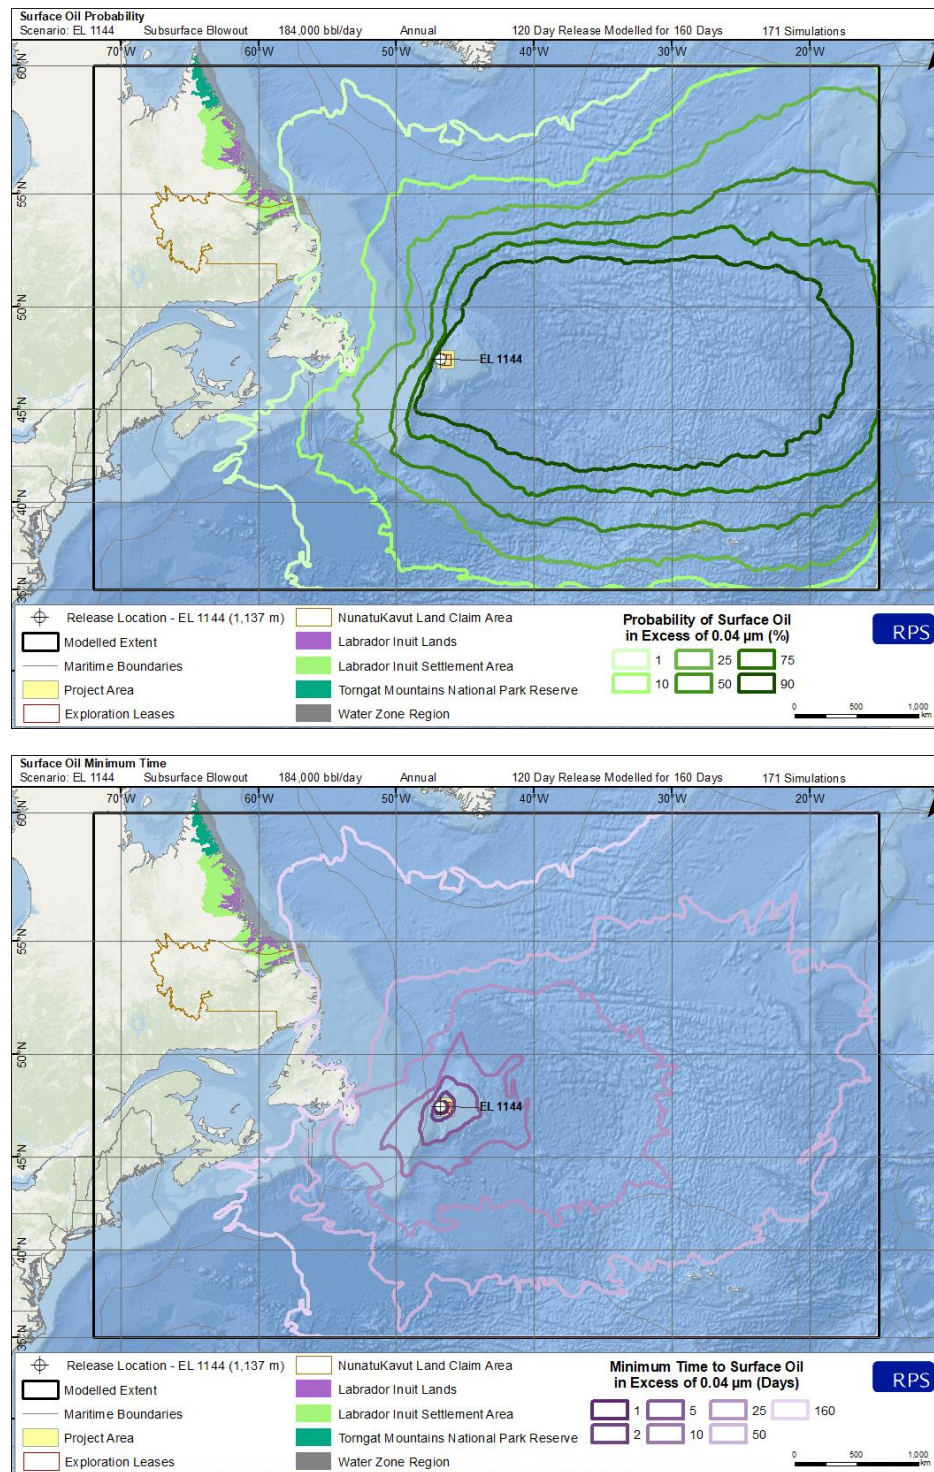 Surface Oil Probability
Scenario: EL 1144 Subsurface Blowout 184,000 bbl/day Annual 120 Day Release Modelled for 160 Days 171 Simulations
70°W 60°W 50°W 40°W 30°W 20°W
60°N
55°N
50°N
EL 1144
45°N
40°N
35°N
Release Location - EL 1144 (1,137 m)
Modelled Extent
Maritime Boundaries
Project Area
Exploration Leases
NunatuKavut Land Claim Area
Labrador Inuit Lands
Labrador Inuit Settlement Area
Torngat Mountains National Park Reserve
Water Zone Region
Probability of Surface Oil
in Excess of 0.04 µm (%)
1 25 75
10 50 90
RPS
0 500 1,000
km
Surface Oil Minimum Time
Scenario: EL 1144 Subsurface Blowout 184,000 bbl/day Annual 120 Day Release Modelled for 160 Days 171 Simulations
70°W 60°W 50°W 40°W 30°W 20°W
60°N
55°N
50°N
EL 1144
45°N
40°N
35°N
Release Location - EL 1144 (1,137 m)
Modelled Extent
Maritime Boundaries
Project Area
Exploration Leases
NunatuKavut Land Claim Area
Labrador Inuit Lands
Labrador Inuit Settlement Area
Torngat Mountains National Park Reserve
Water Zone Region
Minimum Time to Surface Oil
in Excess of 0.04 µm (Days)
1 5 25 160
2 10 50
RPS
0 500 1,000
km